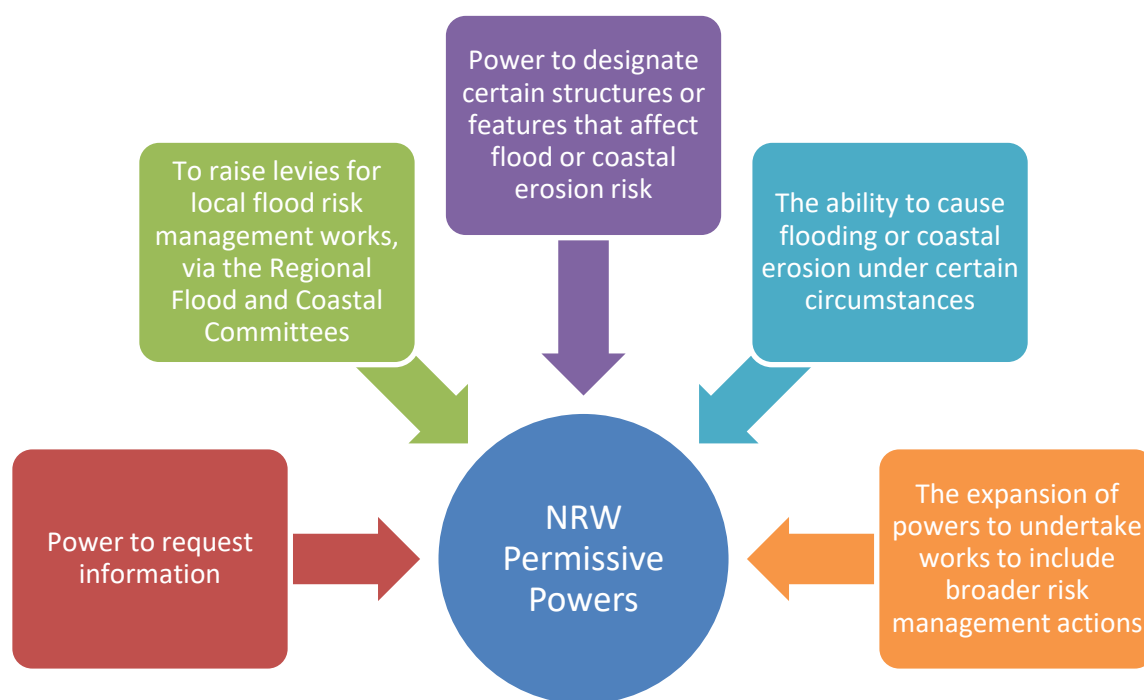 Power to designate
certain structures or
features that affect
flood or coastal
erosion risk
To raise levies for
local flood risk
management works,
via the Regional
Flood and Coastal
Committees
The ability to cause
flooding or coastal
erosion under certain
circumstances
Power to request
information
NRW
Permissive
Powers
The expansion of
powers to undertake
works to include
broader risk
management actions